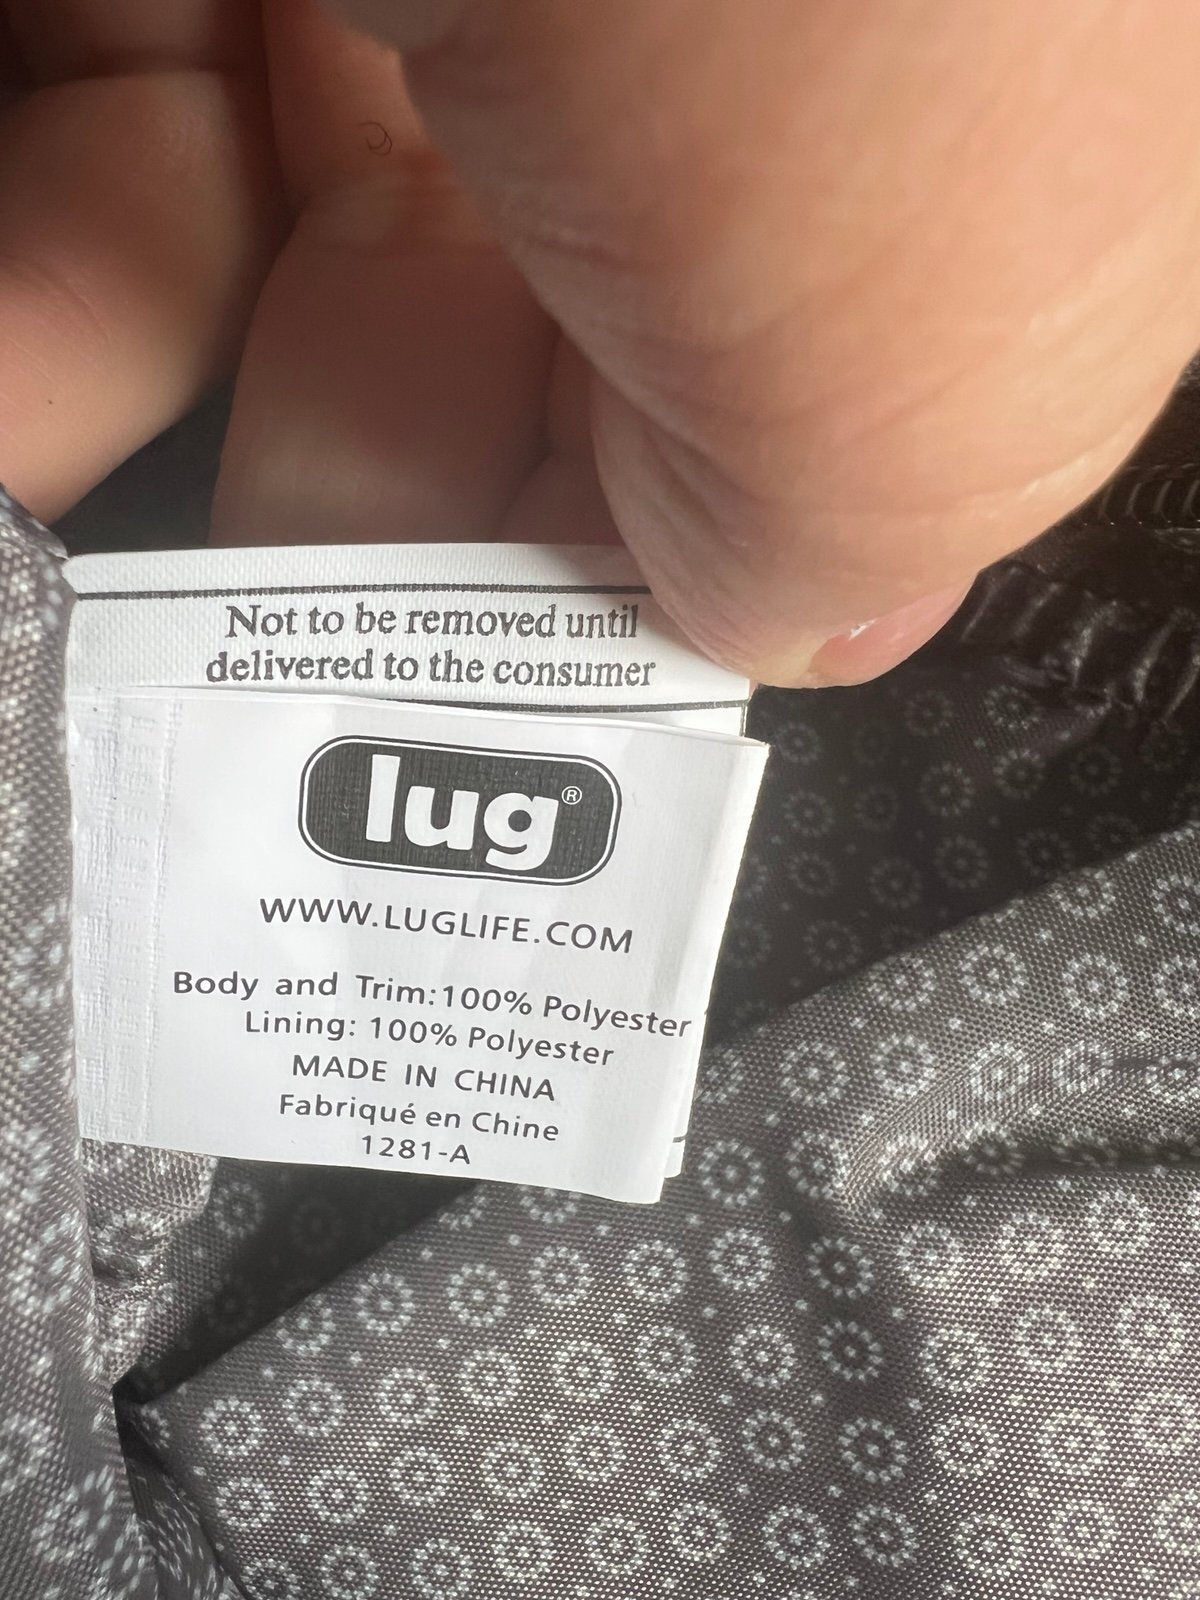 Not to be removed until
delivered to the consumer
lug®
WWW.LUGLIFE.COM
Body and Trim:100% Polyester
Lining: 100% Polyester
MADE IN CHINA
Fabriqué en Chine
1281-A